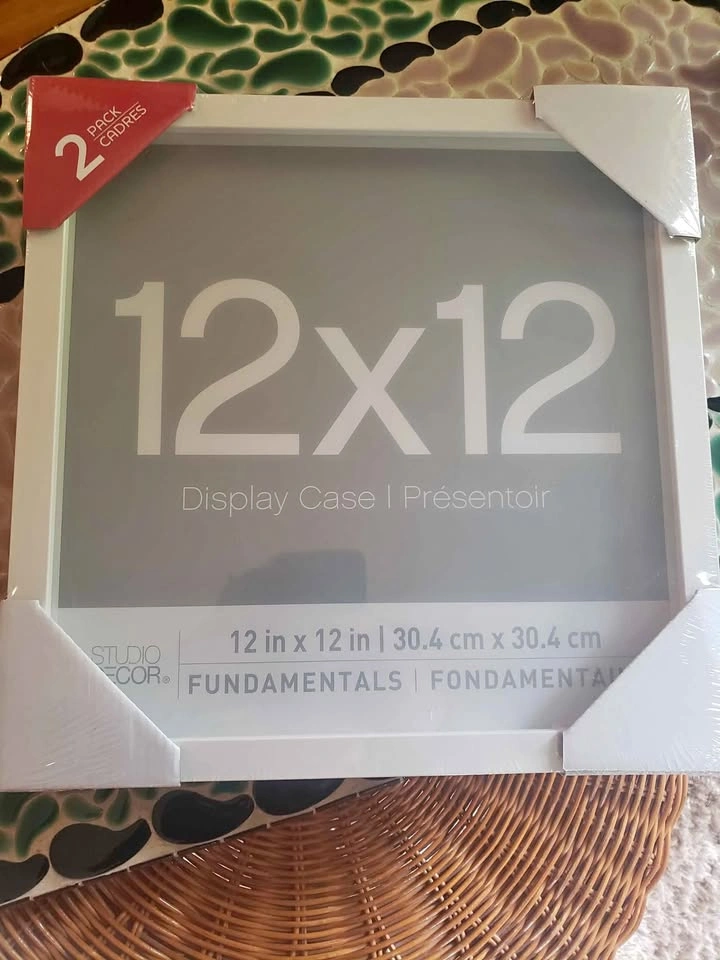 2 PACK
CADRES
12x12
Display Case | Présentoir
12 in x 12 in | 30.4 cm x 30.4 cm
STUDIO
FUNDAMENTALS |